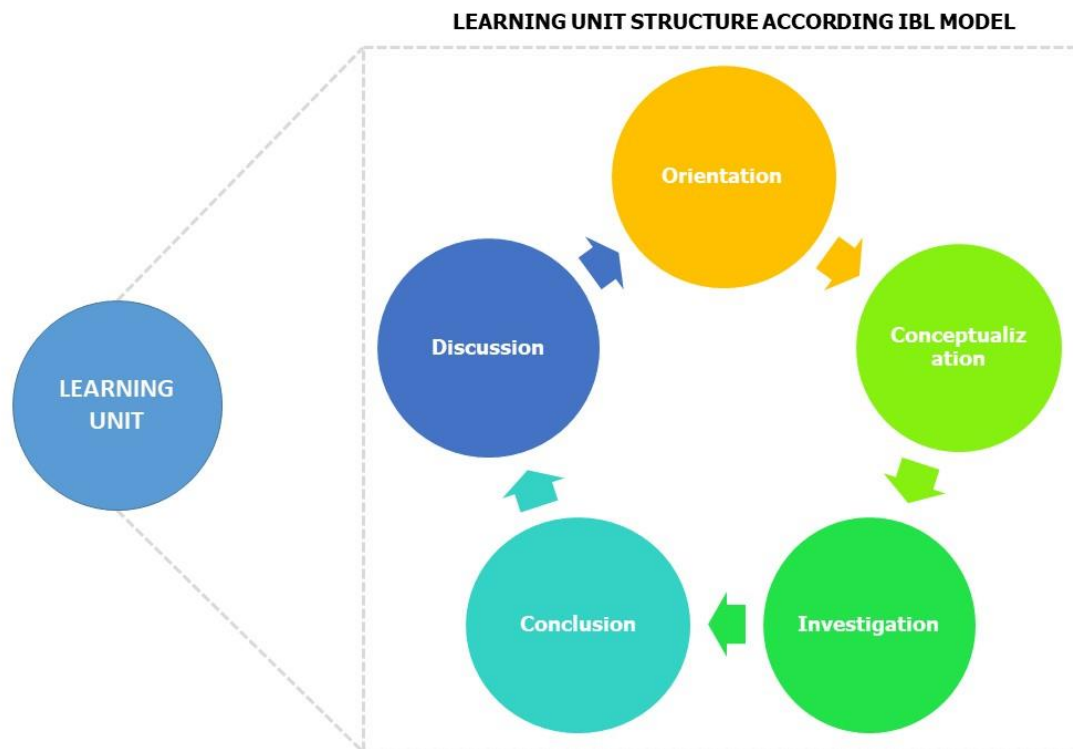 LEARNING UNIT STRUCTURE ACCORDING IBL MODEL
Orientation
Conceptualiz
ation
Investigation
Conclusion
Discussion
LEARNING
UNIT